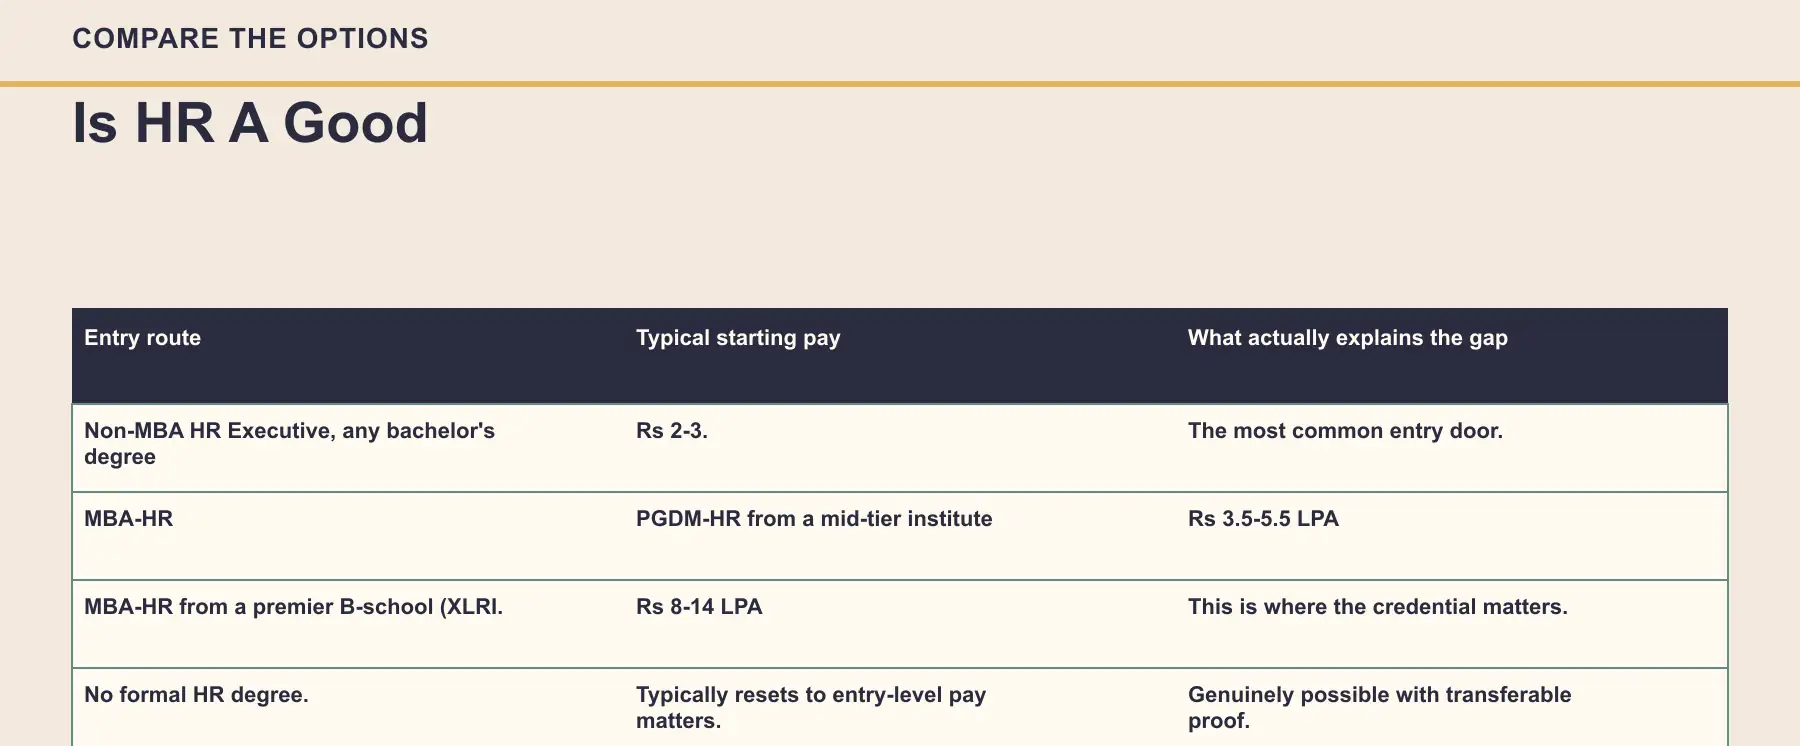 COMPARE THE OPTIONS
Is HR A Good
Entry route
Typical starting pay
What actually explains the gap
Non-MBA HR Executive, any bachelor's
degree
Rs 2-3.
The most common entry door.
MBA-HR
PGDM-HR from a mid-tier institute
Rs 3.5-5.5 LPA
MBA-HR from a premier B-school (XLRI.
Rs 8-14 LPA
This is where the credential matters.
No formal HR degree.
Typically resets to entry-level pay
matters.
Genuinely possible with transferable
proof.